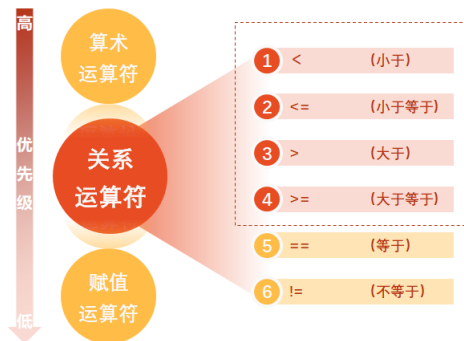 高
优
先
级
低
算术
运算符
关系
运算符
赋值
运算符
1 < (小于)
2 <= (小于等于)
3 > (大于)
4 >= (大于等于)
5 == (等于)
6 != (不等于)